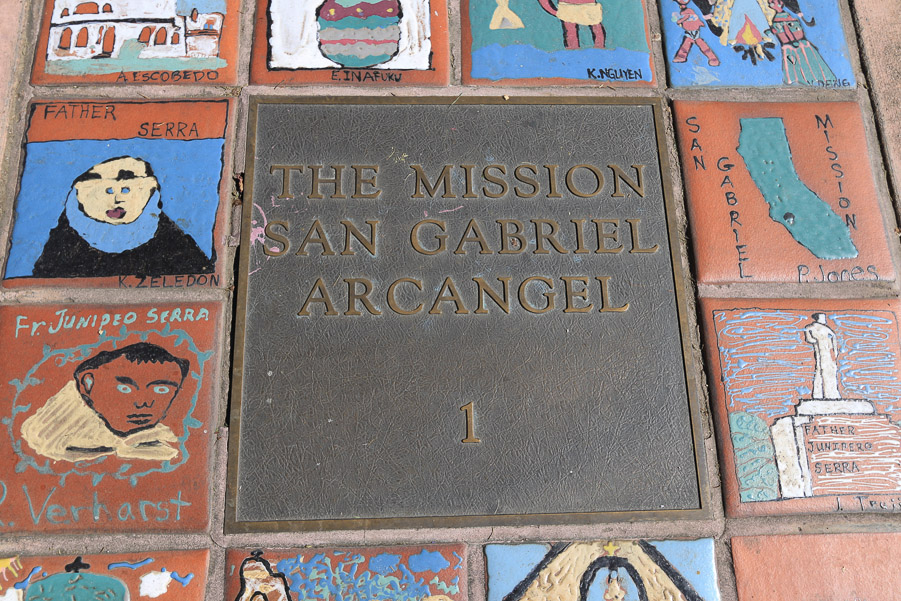 A. ESCOBEDO
E. INAFUKU
K. NGUYEN
FATHER
SERRA
K. ZELEDON
THE MISSION
SAN GABRIEL
ARCANGEL
1
SAN
GABRIEL
MISSION
P. Jones
Fr. JUNIPEO SERRA
R. Verharst
FATHER
JUNIPERO
SERRA